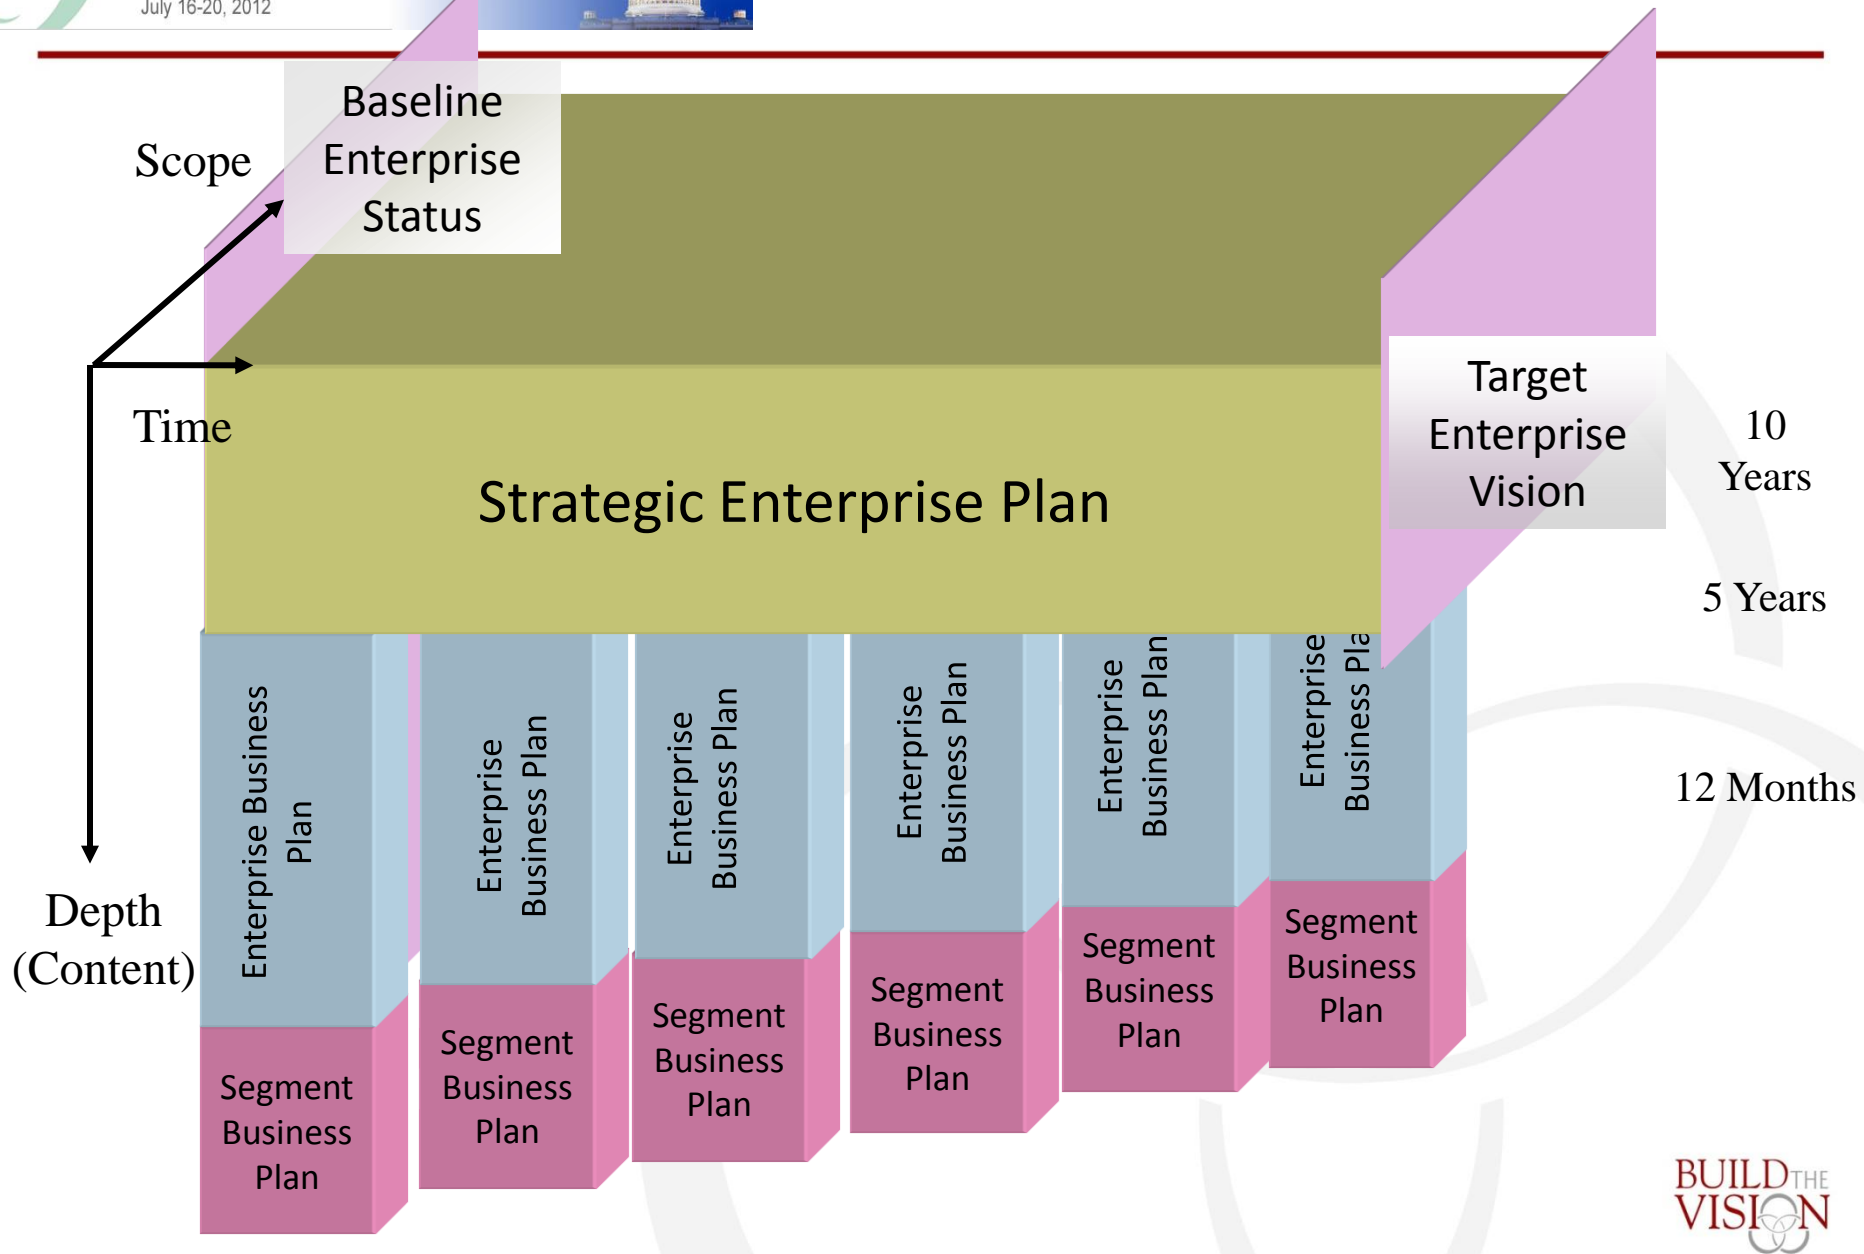 July 16-20, 2012
Baseline
Enterprise
Status
Scope
Time
Depth
(Content)
Strategic Enterprise Plan
Target
Enterprise
Vision
10
Years
5 Years
12 Months
Enterprise Business
Plan
Enterprise
Business Plan
Enterprise
Business Plan
Enterprise
Business Plan
Enterprise
Business Plan
Enterprise
Business Pla
Segment
Business
Plan
Segment
Business
Plan
Segment
Business
Plan
Segment
Business
Plan
Segment
Business
Plan
Segment
Business
Plan
BUILD THE
VISION